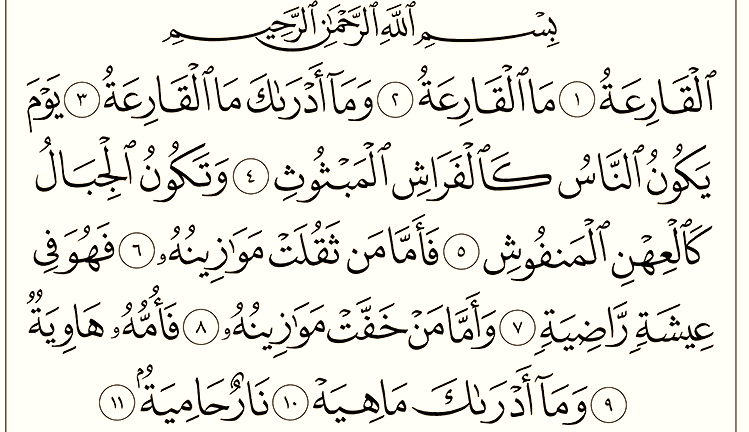 بِسْمِ ٱللَّهِ ٱلرَّحْمَٰنِ ٱلرَّحِيمِ
ٱلْقَارِعَةُ ١ مَا ٱلْقَارِعَةُ ٢ وَمَآ أَدْرَىٰكَ مَا ٱلْقَارِعَةُ ٣ يَوْمَ
يَكُونُ ٱلنَّاسُ كَٱلْفَرَاشِ ٱلْمَبْثُوثِ ٤ وَتَكُونُ ٱلْجِبَالُ
كَٱلْعِهْنِ ٱلْمَنفُوشِ ٥ فَأَمَّا مَن ثَقُلَتْ مَوَٰزِينُهُۥ ٦ فَهُوَ فِى
عِيشَةٍ رَّاضِيَةٍ ٧ وَأَمَّا مَنْ خَفَّتْ مَوَٰزِينُهُۥ ٨ فَأُمُّهُۥ هَاوِيَةٌ
٩ وَمَآ أَدْرَىٰكَ مَا هِيَهْ ١٠ نَارٌ حَامِيَةٌۢ ١١